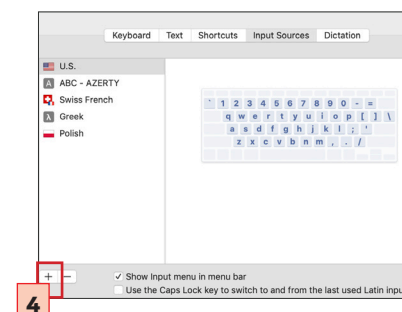 Keyboard Text Shortcuts Input Sources Dictation
U.S.
A ABC - AZERTY
Swiss French
λ Greek
Polish
` 1 2 3 4 5 6 7 8 9 0 - =
q w e r t y u i o p [ ] \
a s d f g h j k l ; '
z x c v b n m , . /
+ −
✓ Show Input menu in menu bar
Use the Caps Lock key to switch to and from the last used Latin inpu
4